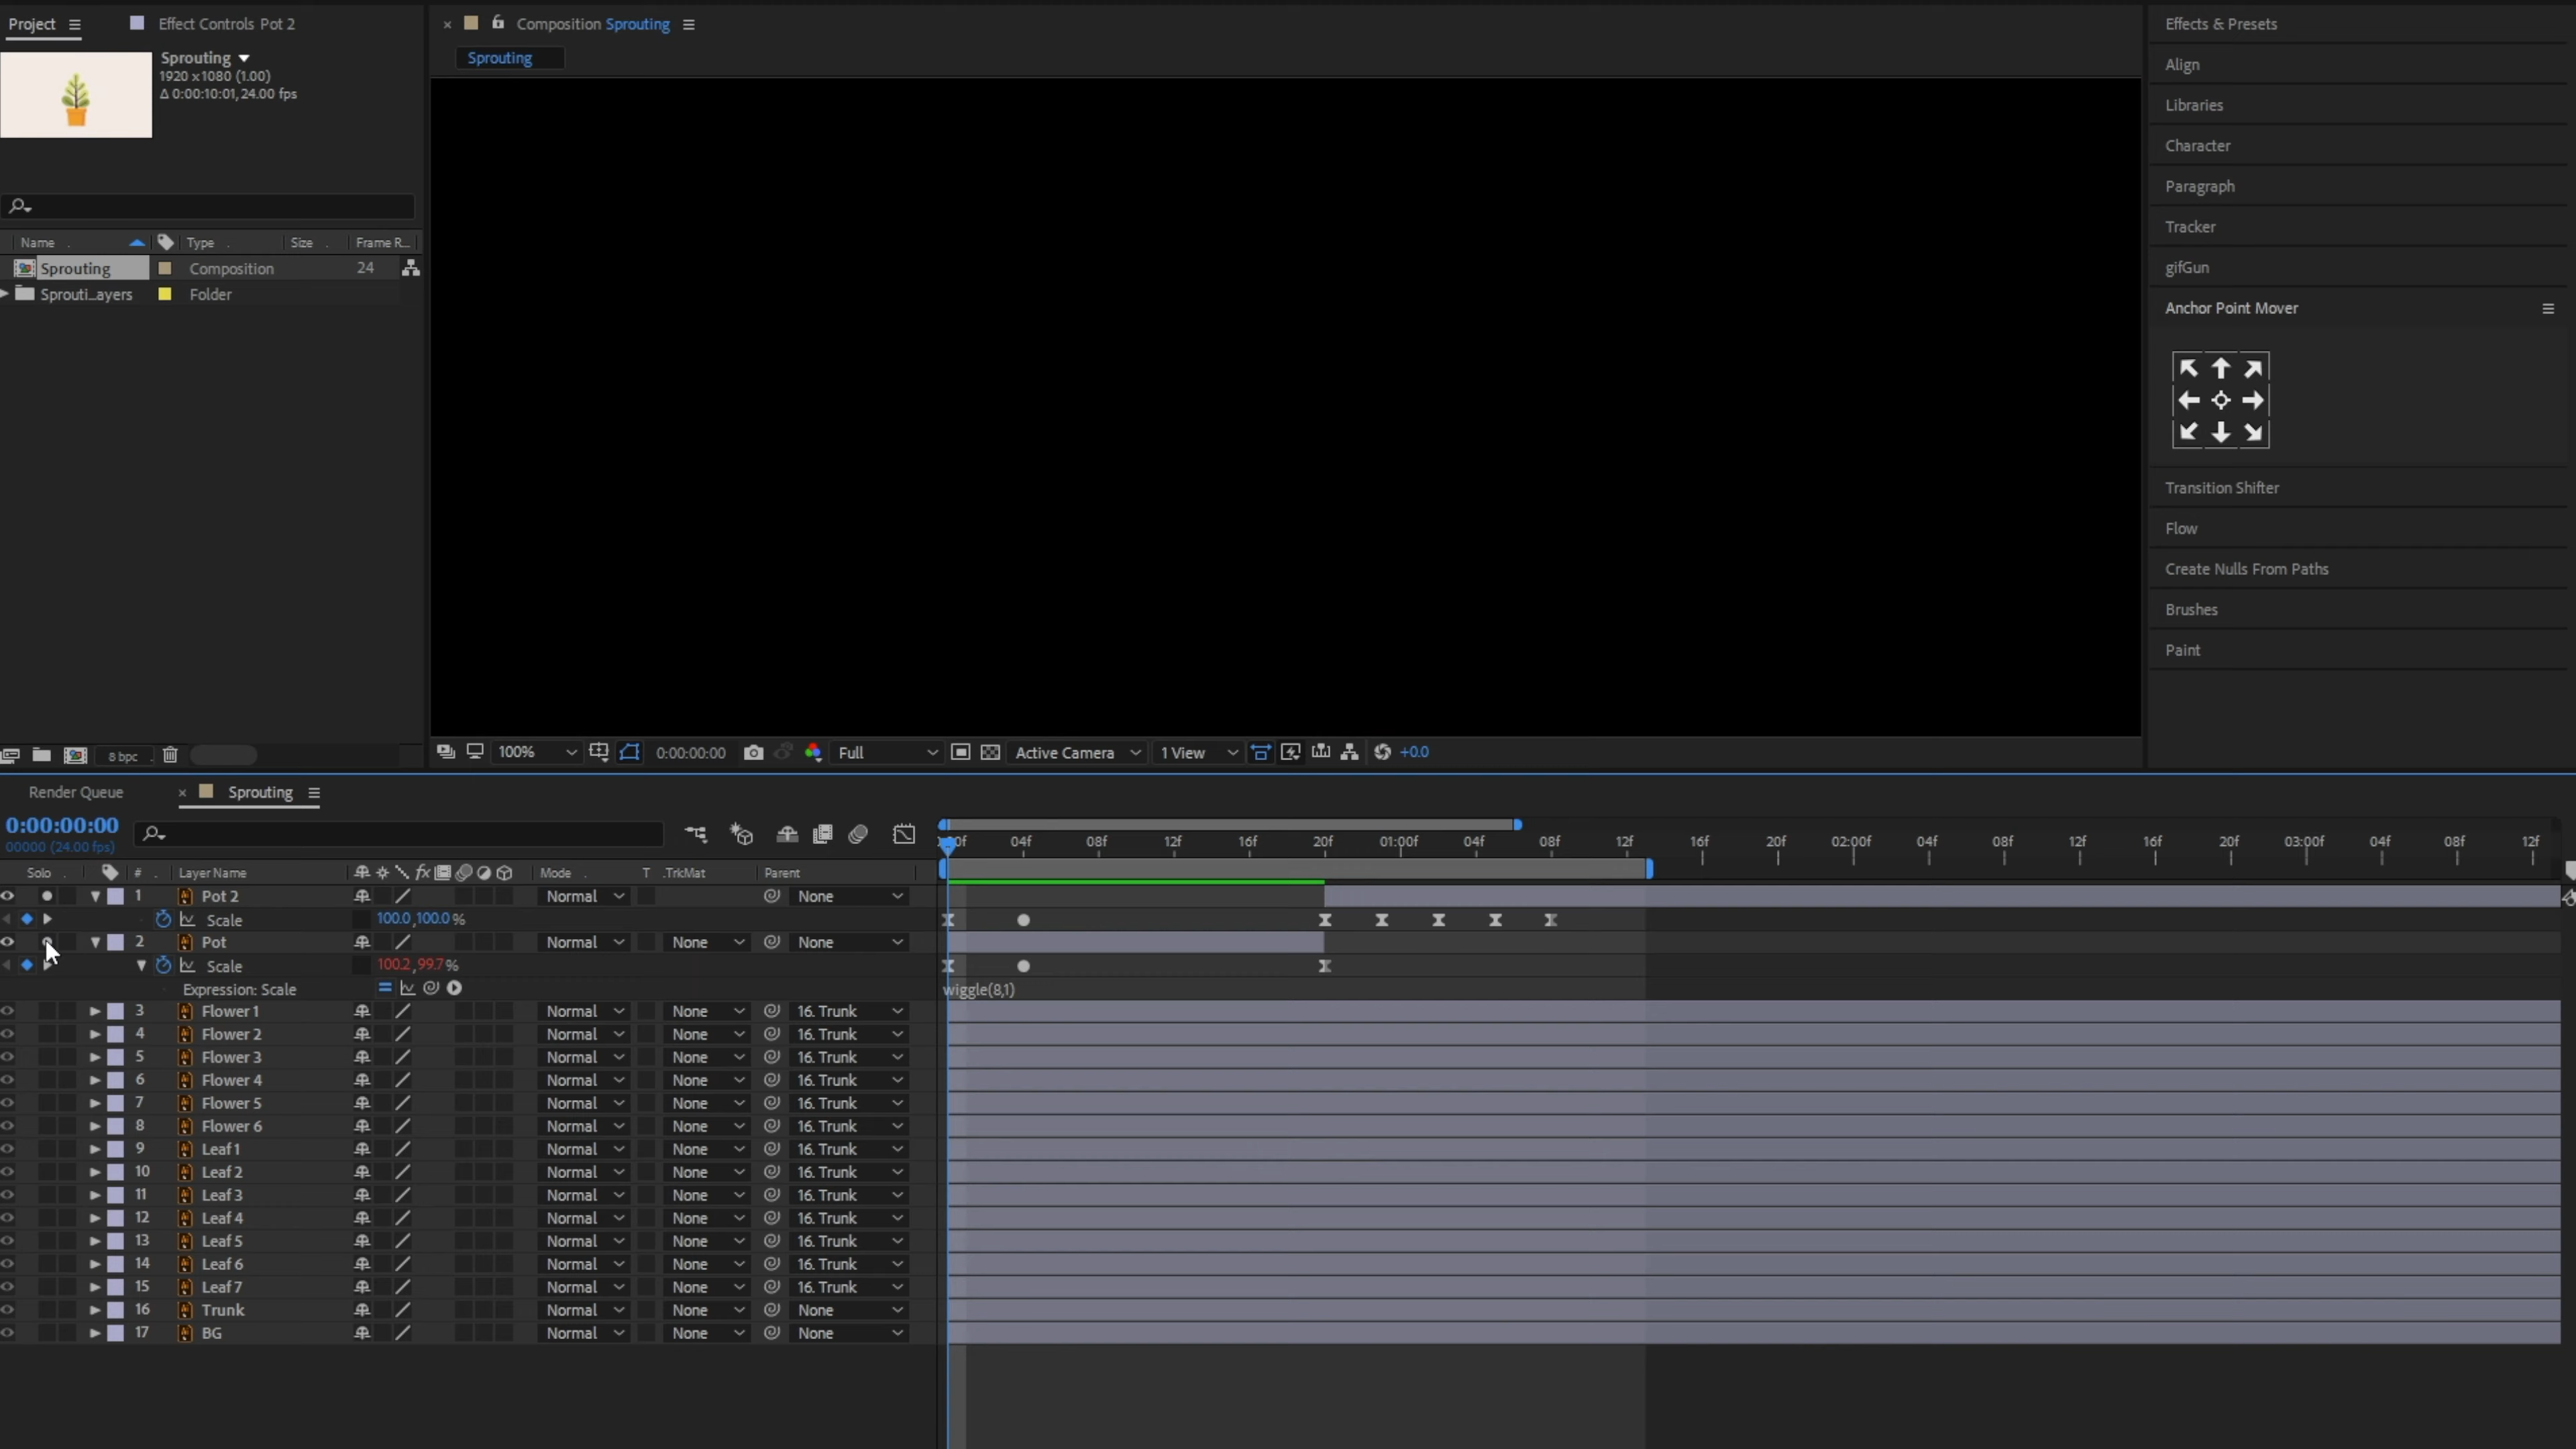 Project
Effect Controls Pot 2
Composition Sprouting
Sprouting
1920 x1080 (1.00)
Δ 0:00:10:01, 24.00 fps
Sprouting
Name
Type
Size
Frame R...
Sprouting
Composition
24
Sprouti...ayers
Folder
Effects & Presets
Align
Libraries
Character
Paragraph
Tracker
gifGun
Anchor Point Mover
Transition Shifter
Flow
Create Nulls From Paths
Brushes
Paint
8 bpc
100%
0:00:00:00
Full
Active Camera
1 View
+0.0
Render Queue
Sprouting
0:00:00:00
00000 (24.00 fps)
04f 08f 12f 16f 20f 01:00f 04f 08f 12f 16f 20f 02:00f 04f 08f 12f 16f 20f 03:00f 04f 08f 12f
Solo # Layer Name fx Mode T .TrkMat Parent
1 Pot 2 Normal None
Scale 100.0,100.0 %
2 Pot Normal None None
Scale 100.2,99.7%
Expression: Scale wiggle(8,1)
3 Flower 1 Normal None 16. Trunk
4 Flower 2 Normal None 16. Trunk
5 Flower 3 Normal None 16. Trunk
6 Flower 4 Normal None 16. Trunk
7 Flower 5 Normal None 16. Trunk
8 Flower 6 Normal None 16. Trunk
9 Leaf 1 Normal None 16. Trunk
10 Leaf 2 Normal None 16. Trunk
11 Leaf 3 Normal None 16. Trunk
12 Leaf 4 Normal None 16. Trunk
13 Leaf 5 Normal None 16. Trunk
14 Leaf 6 Normal None 16. Trunk
15 Leaf 7 Normal None 16. Trunk
16 Trunk Normal None None
17 BG Normal None None